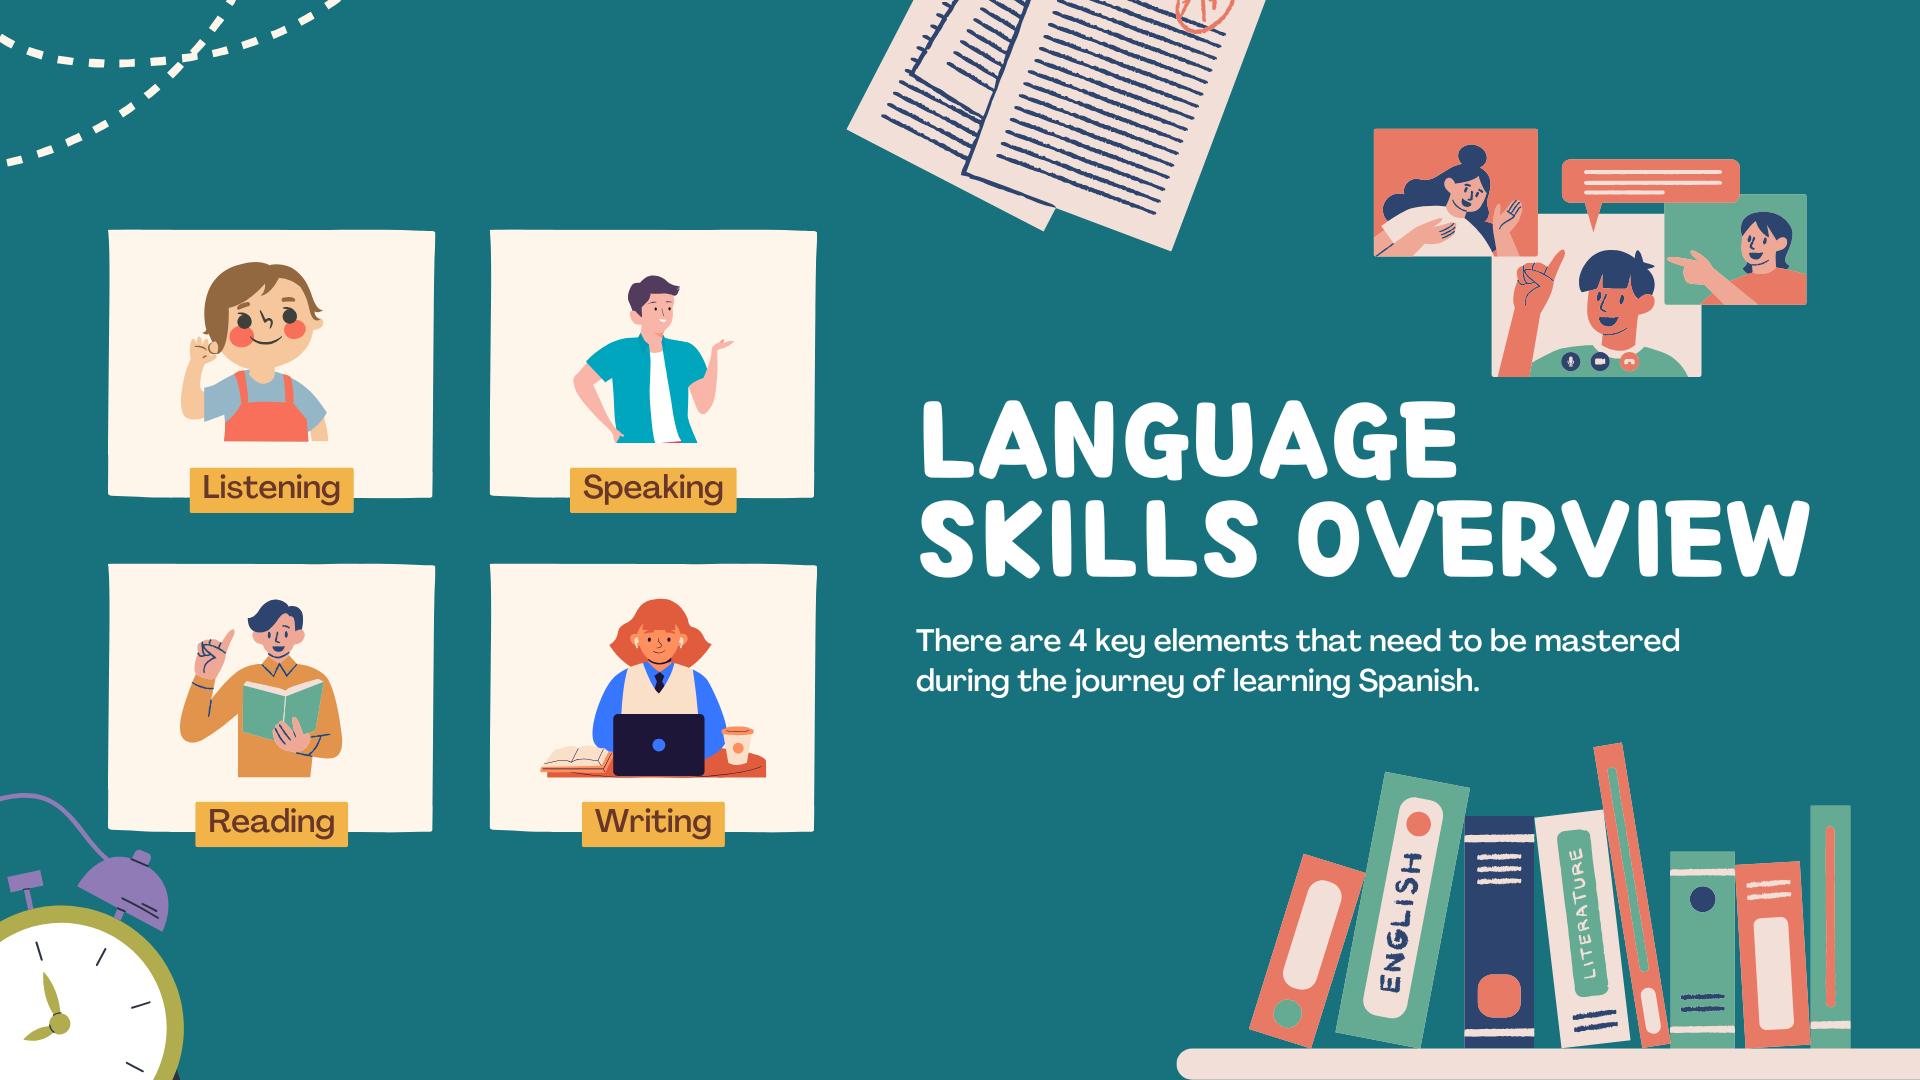 Listening
Speaking
Reading
Writing
LANGUAGE
SKILLS OVERVIEW
There are 4 key elements that need to be mastered
during the journey of learning Spanish.
ENGLISH
LITERATURE